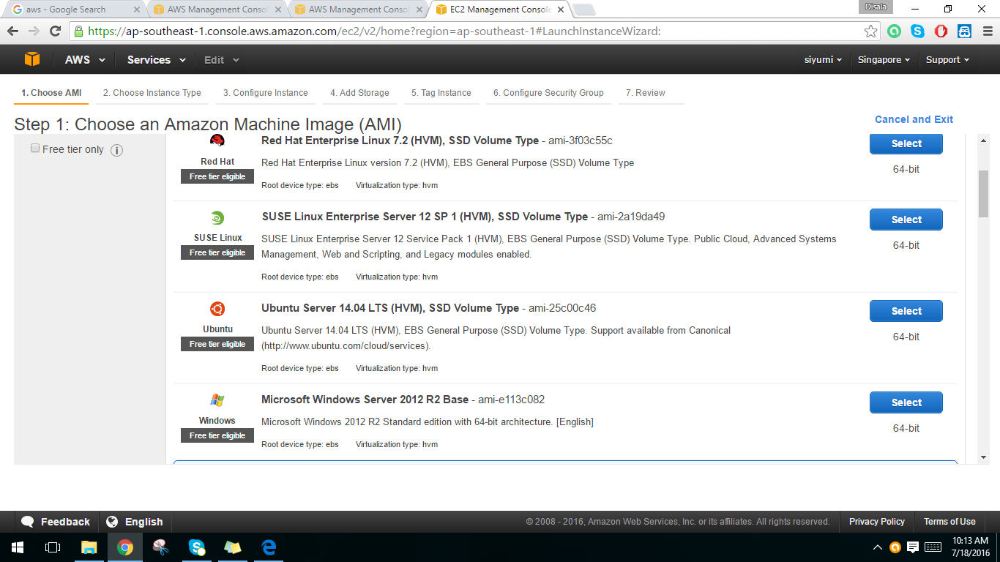 aws - Google Search
AWS Management Consol
AWS Management Consol
EC2 Management Console
Disala
https://ap-southeast-1.console.aws.amazon.com/ec2/v2/home?region=ap-southeast-1#LaunchInstanceWizard:
AWS Services Edit siyumi Singapore Support
1. Choose AMI 2. Choose Instance Type 3. Configure Instance 4. Add Storage 5. Tag Instance 6. Configure Security Group 7. Review
Step 1: Choose an Amazon Machine Image (AMI)
Cancel and Exit
Free tier only
Red Hat
Free tier eligible
Red Hat Enterprise Linux 7.2 (HVM), SSD Volume Type - ami-3f03c55c
Red Hat Enterprise Linux version 7.2 (HVM), EBS General Purpose (SSD) Volume Type
Root device type: ebs Virtualization type: hvm
Select
64-bit
SUSE Linux
Free tier eligible
SUSE Linux Enterprise Server 12 SP 1 (HVM), SSD Volume Type - ami-2a19da49
SUSE Linux Enterprise Server 12 Service Pack 1 (HVM), EBS General Purpose (SSD) Volume Type. Public Cloud, Advanced Systems
Management, Web and Scripting, and Legacy modules enabled.
Root device type: ebs Virtualization type: hvm
Select
64-bit
Ubuntu
Free tier eligible
Ubuntu Server 14.04 LTS (HVM), SSD Volume Type - ami-25c00c46
Ubuntu Server 14.04 LTS (HVM), EBS General Purpose (SSD) Volume Type. Support available from Canonical
(http://www.ubuntu.com/cloud/services).
Root device type: ebs Virtualization type: hvm
Select
64-bit
Windows
Free tier eligible
Microsoft Windows Server 2012 R2 Base - ami-e113c082
Microsoft Windows 2012 R2 Standard edition with 64-bit architecture. [English]
Root device type: ebs Virtualization type: hvm
Select
64-bit
Feedback English © 2008 - 2016, Amazon Web Services, Inc. or its affiliates. All rights reserved. Privacy Policy Terms of Use
10:13 AM
7/18/2016